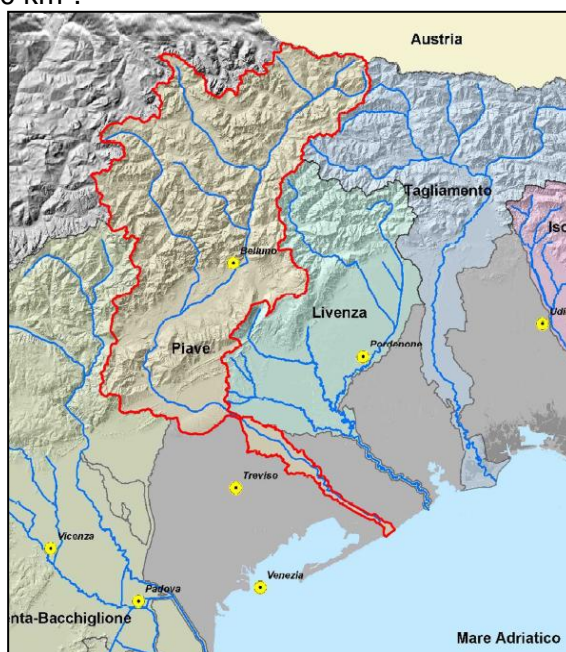 Austria
Tagliamento
Iso
Belluno
Livenza
Udi
Piave
Pordenone
Treviso
Vicenza
Venezia
Padova
nta-Bacchiglione
Mare Adriatico